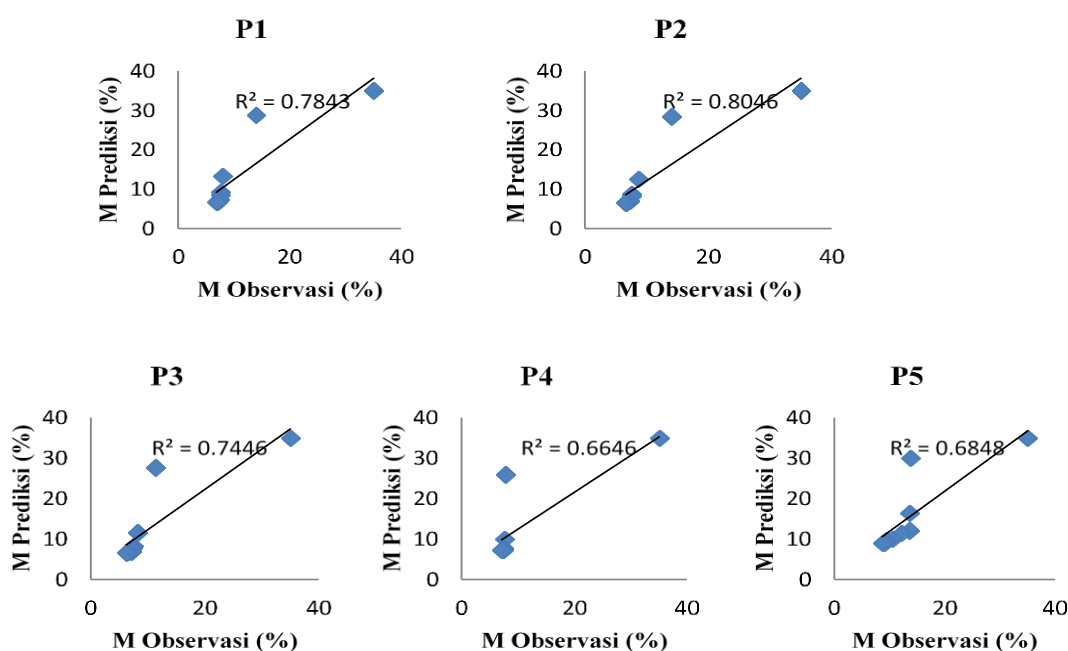 P1
R² = 0.7843
M Prediksi (%)
40
30
20
10
0
0 20 40
M Observasi (%)
P2
R² = 0.8046
M Prediksi (%)
40
30
20
10
0
0 20 40
M Observasi (%)
P3
R² = 0.7446
M Prediksi (%)
40
30
20
10
0
0 20 40
M Observasi (%)
P4
R² = 0.6646
M Prediksi (%)
40
30
20
10
0
0 20 40
M Observasi (%)
P5
R² = 0.6848
M Prediksi (%)
40
30
20
10
0
0 20 40
M Observasi (%)